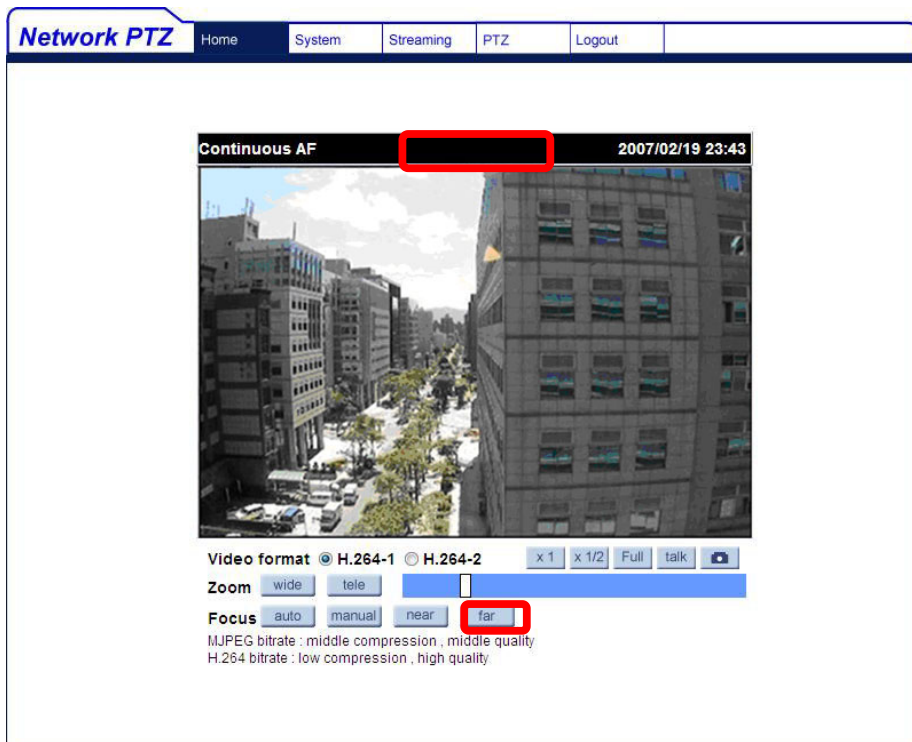 Network PTZ Home System Streaming PTZ Logout
Continuous AF 2007/02/19 23:43
Video format H.264-1 H.264-2 x 1 x 1/2 Full talk
Zoom wide tele
Focus auto manual near far
MJPEG bitrate : middle compression , middle quality
H.264 bitrate : low compression , high quality